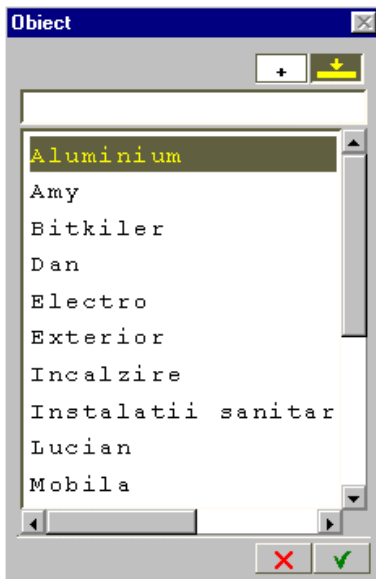 Obiect
+
Aluminium
Amy
Bitkiler
Dan
Electro
Exterior
Incalzire
Instalatii sanitar
Lucian
Mobila